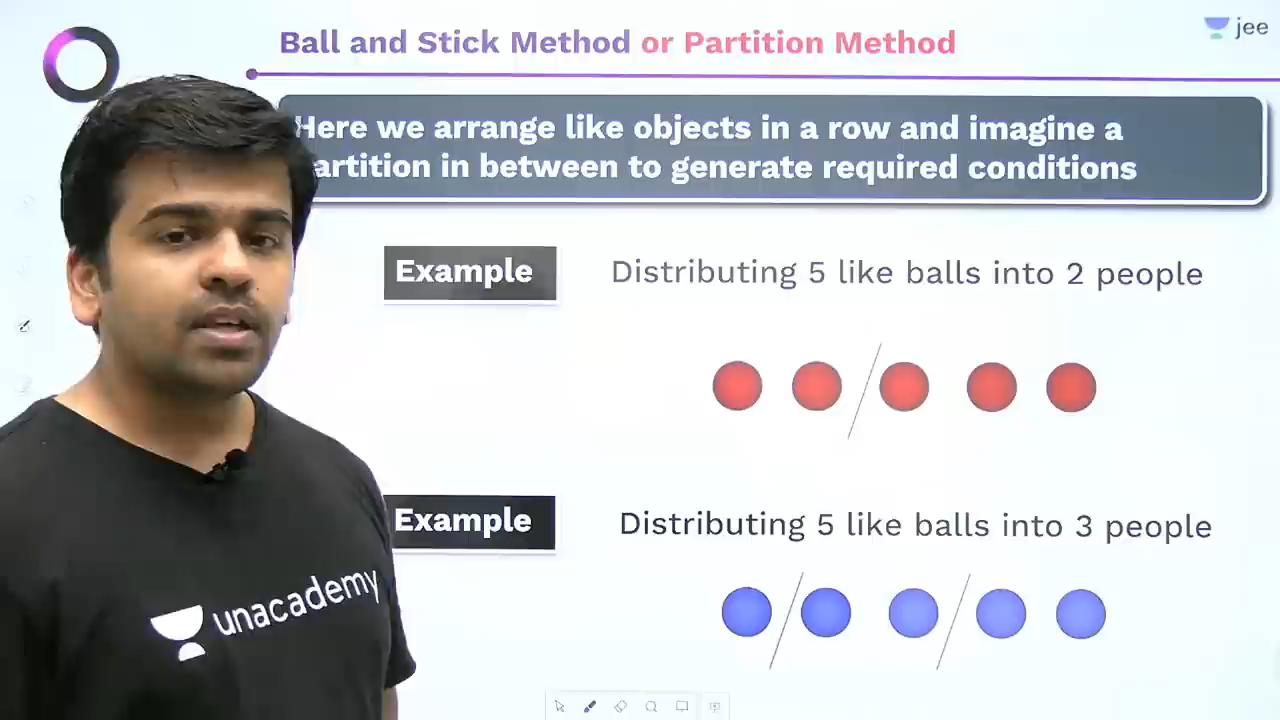 Ball and Stick Method or Partition Method
jee
Here we arrange like objects in a row and imagine a
artition in between to generate required conditions
Example
Distributing 5 like balls into 2 people
Example
Distributing 5 like balls into 3 people
unacademy